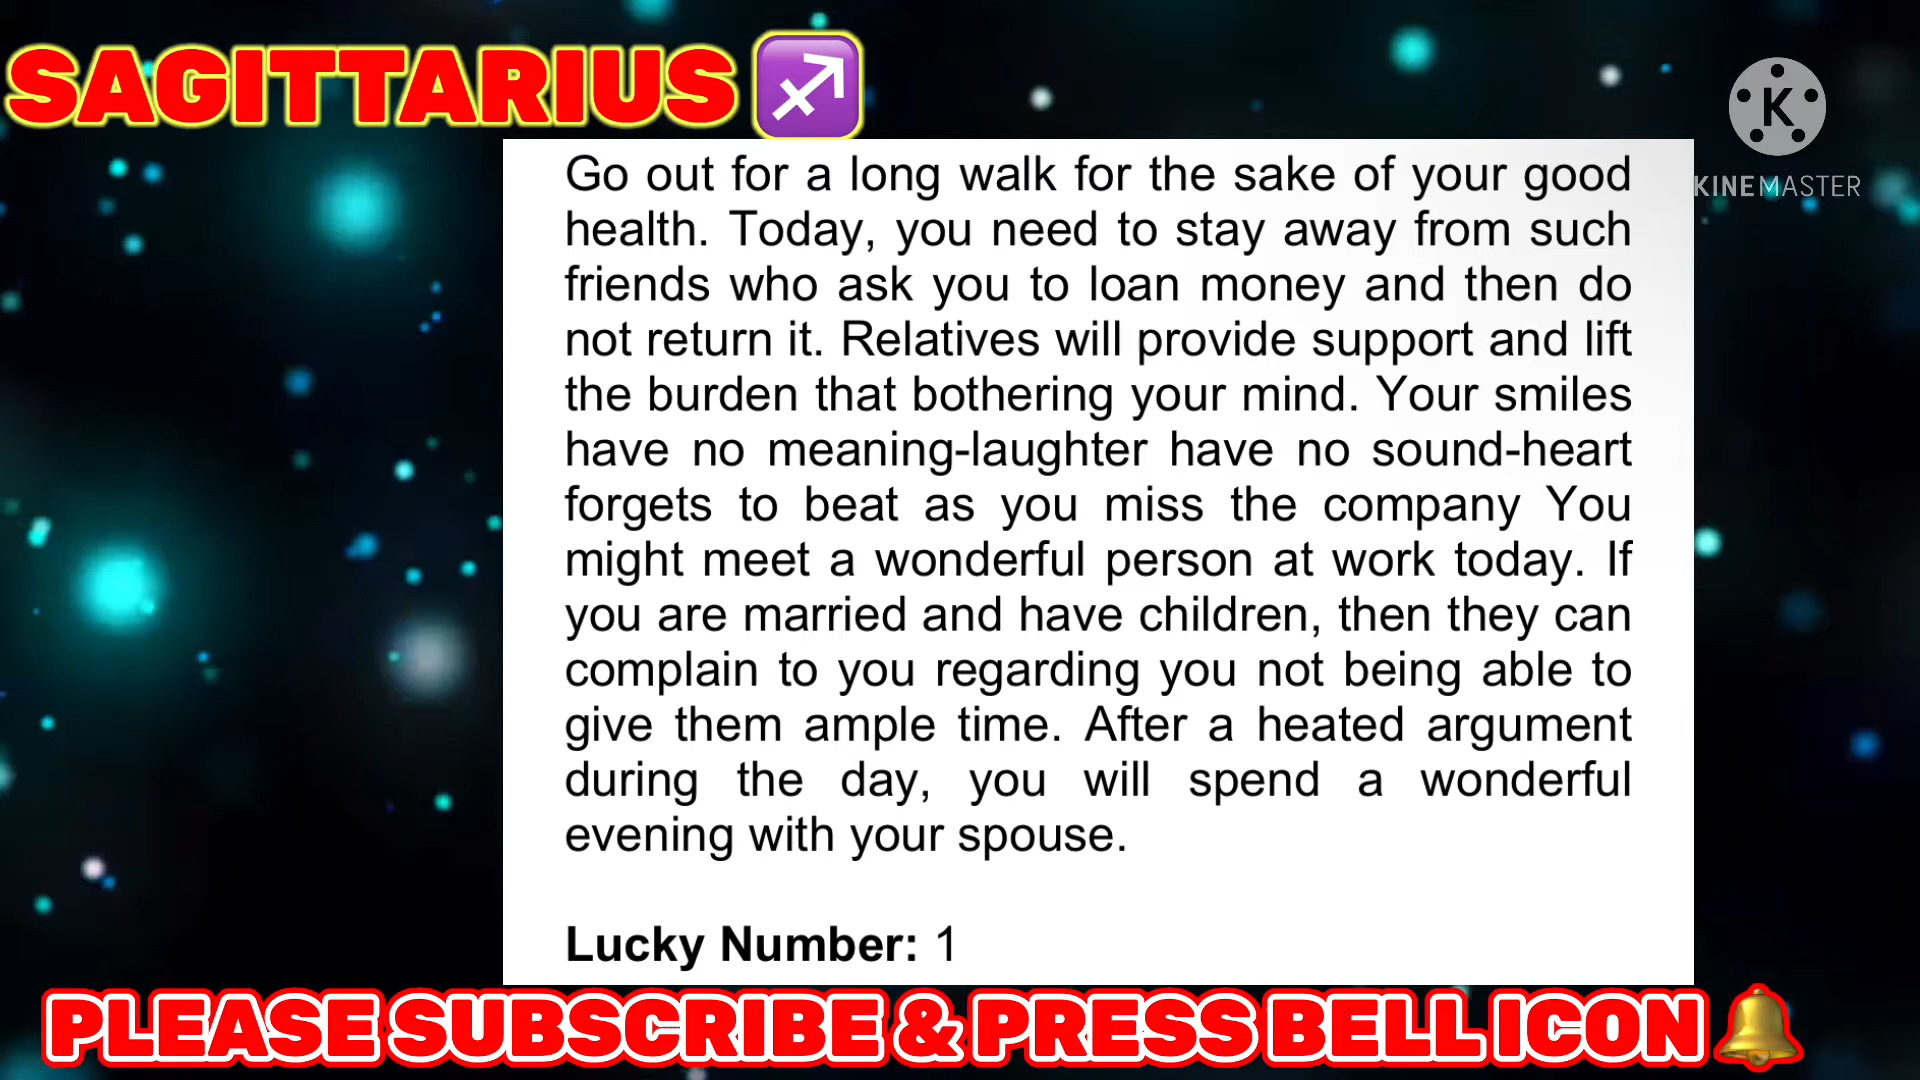 SAGITTARIUS ♐
K
KINEMASTER
Go out for a long walk for the sake of your good
health. Today, you need to stay away from such
friends who ask you to loan money and then do
not return it. Relatives will provide support and lift
the burden that bothering your mind. Your smiles
have no meaning-laughter have no sound-heart
forgets to beat as you miss the company You
might meet a wonderful person at work today. If
you are married and have children, then they can
complain to you regarding you not being able to
give them ample time. After a heated argument
during the day, you will spend a wonderful
evening with your spouse.
Lucky Number: 1
PLEASE SUBSCRIBE & PRESS BELL ICON🔔